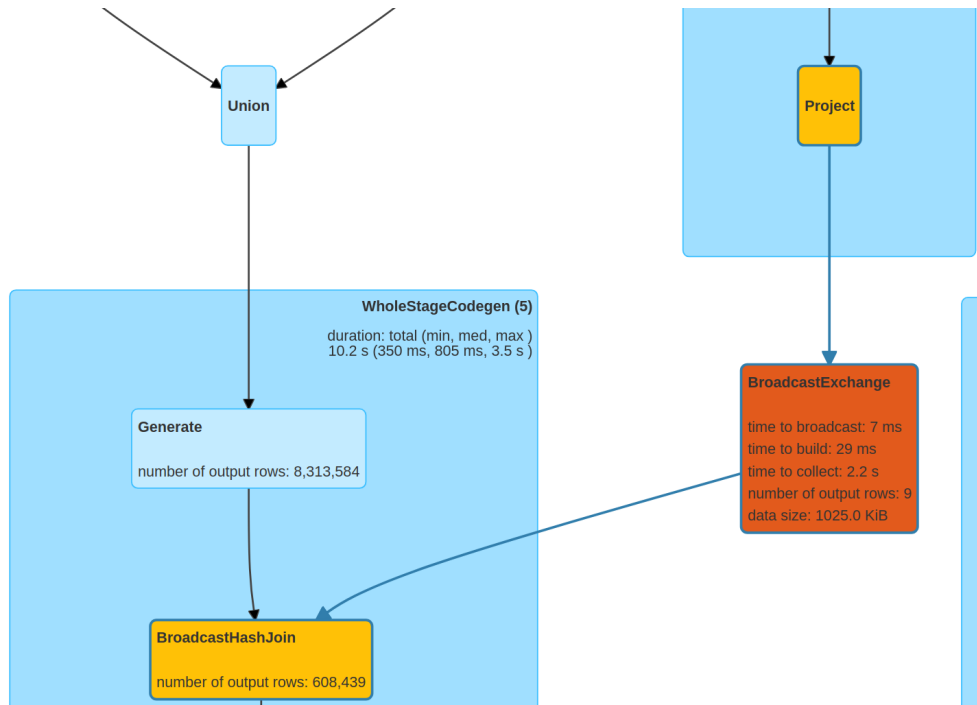 Union
Project
WholeStageCodegen (5)
duration: total (min, med, max )
10.2 s (350 ms, 805 ms, 3.5 s )
BroadcastExchange
time to broadcast: 7 ms
time to build: 29 ms
time to collect: 2.2 s
number of output rows: 9
data size: 1025.0 KiB
Generate
number of output rows: 8,313,584
BroadcastHashJoin
number of output rows: 608,439